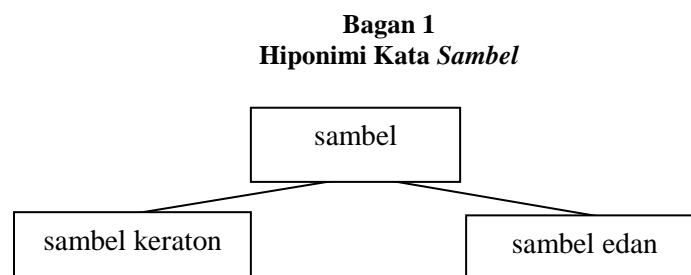 Bagan 1
Hiponimi Kata Sambel
sambel
sambel keraton
sambel edan